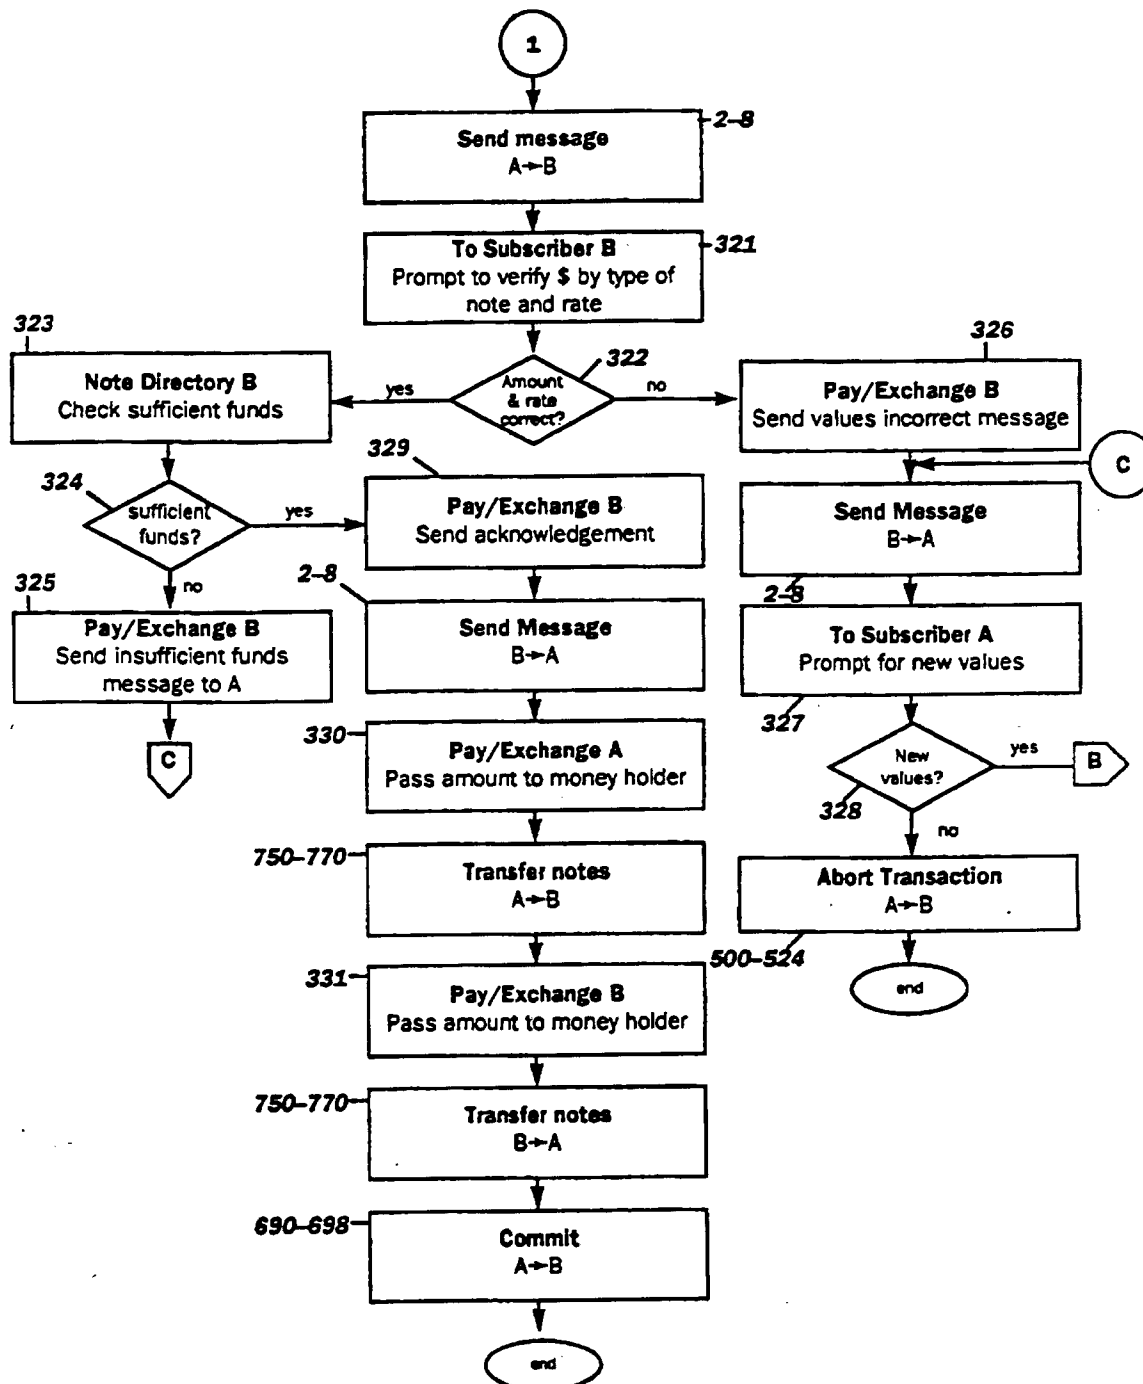 1
2–8
Send message
A→B
321
To Subscriber B
Prompt to verify $ by type of
note and rate
323
322
326
Note Directory B
Check sufficient funds
yes
Amount
& rate
correct?
no
Pay/Exchange B
Send values incorrect message
C
329
324
sufficient
funds?
yes
Pay/Exchange B
Send acknowledgement
Send Message
B→A
2–8
325
no
2–8
Pay/Exchange B
Send insufficient funds
message to A
Send Message
B→A
To Subscriber A
Prompt for new values
327
C
330
Pay/Exchange A
Pass amount to money holder
New
values?
yes
B
328
no
750–770
Transfer notes
A→B
Abort Transaction
A→B
500–524
end
331
Pay/Exchange B
Pass amount to money holder
750–770
Transfer notes
B→A
690–698
Commit
A→B
end